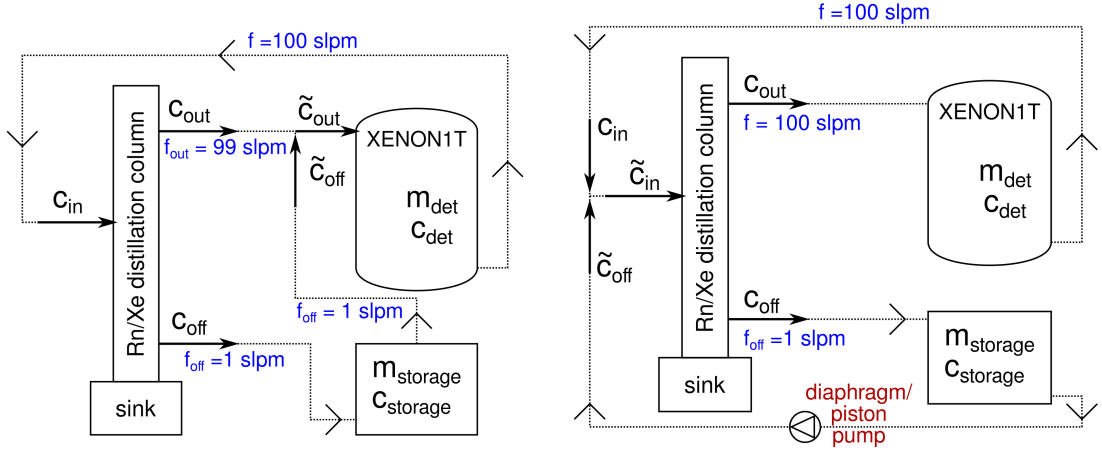 f =100 slpm
c_out
f_out = 99 slpm
c̃_out
XENON1T
c̃_off
m_det
c_det
c_in
Rn/Xe distillation column
f_off = 1 slpm
c_off
f_off =1 slpm
m_storage
c_storage
sink
f =100 slpm
c_out
f = 100 slpm
XENON1T
c_in
c̃_in
m_det
c_det
c̃_off
Rn/Xe distillation column
c_off
f_off =1 slpm
m_storage
c_storage
sink
diaphragm/
piston
pump